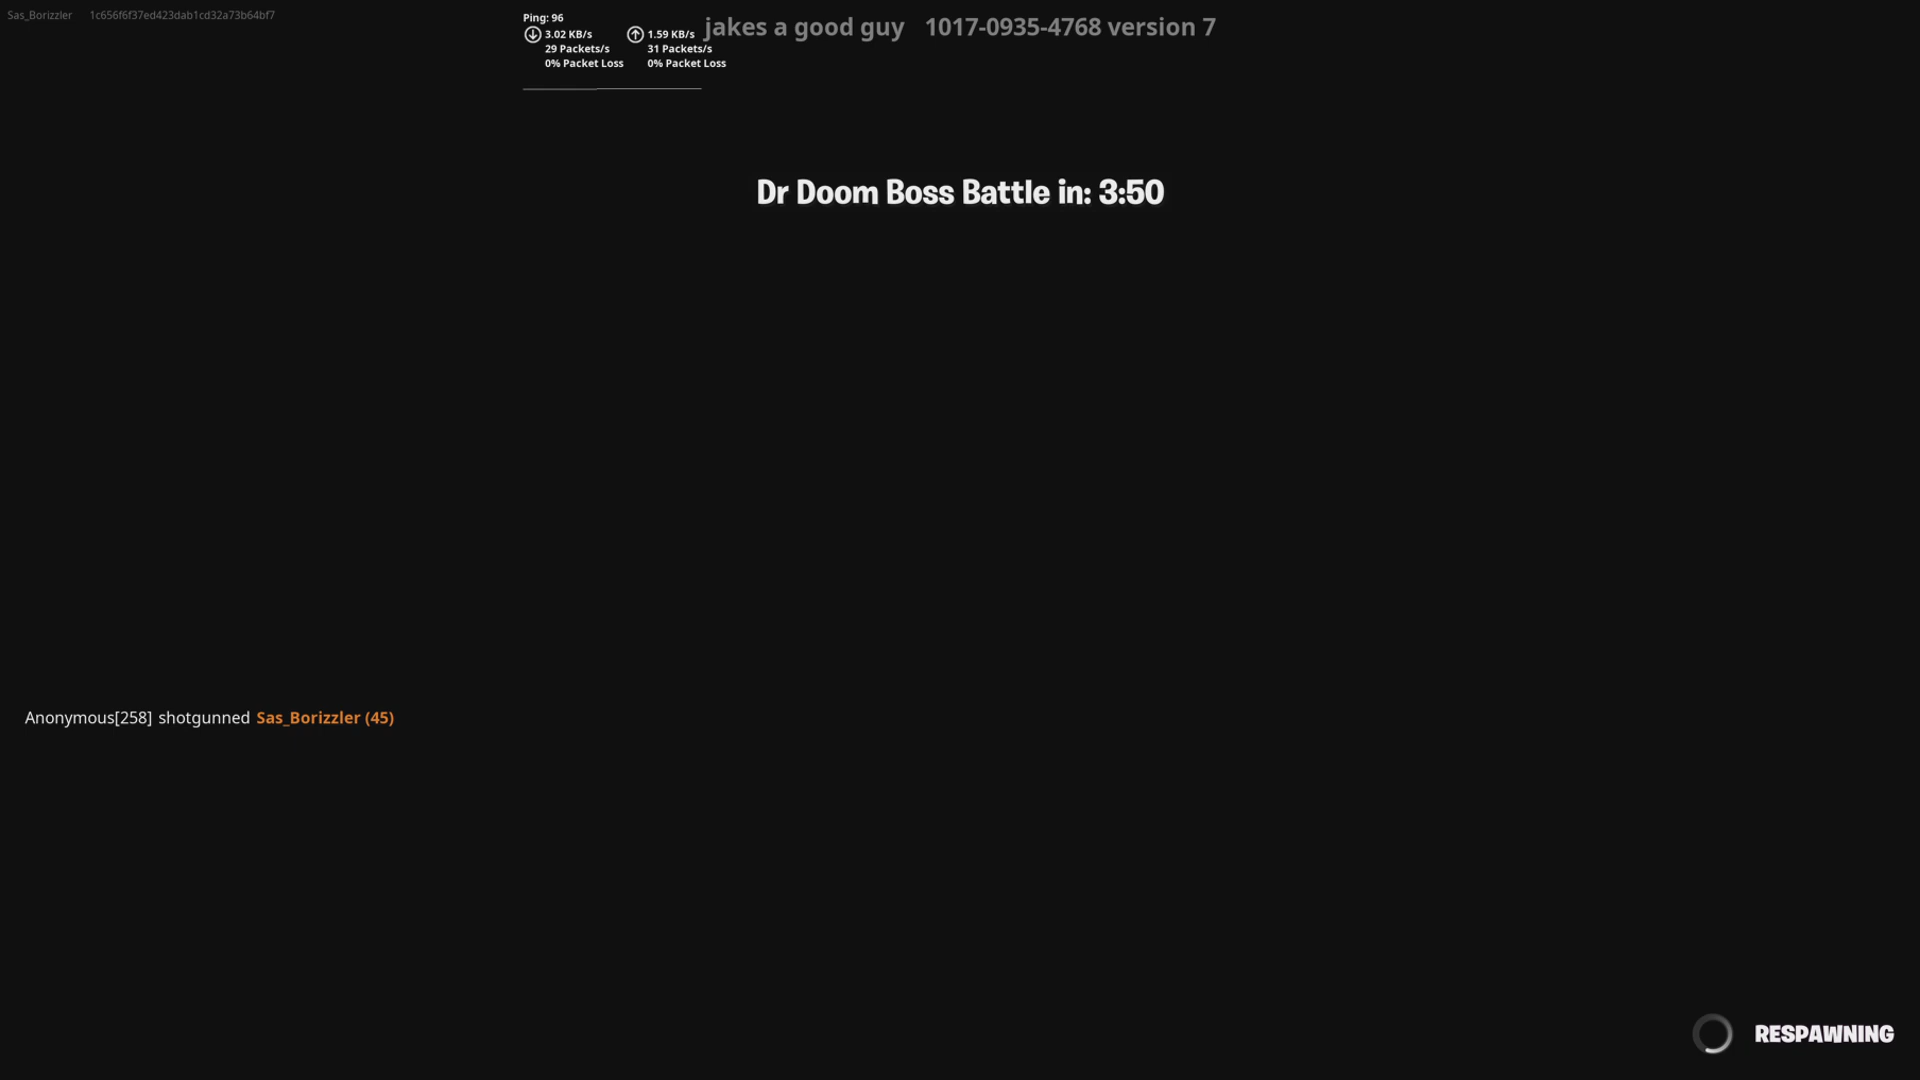 Sas_Borizzler 1c656f6f37ed423dab1cd32a73b64bf7
Ping: 96
3.02 KB/s 1.59 KB/s
29 Packets/s 31 Packets/s
0% Packet Loss 0% Packet Loss
jakes a good guy 1017-0935-4768 version 7
Dr Doom Boss Battle in: 3:50
Anonymous[258] shotgunned Sas_Borizzler (45)
RESPAWNING